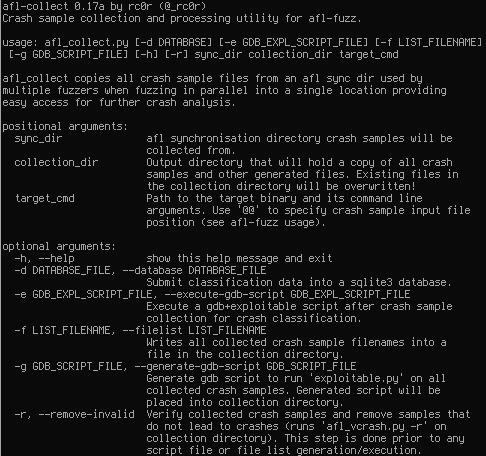 afl-collect 0.17a by rc0r (@_rc0r)
Crash sample collection and processing utility for afl-fuzz.
usage: afl_collect.py [-d DATABASE] [-e GDB_EXPL_SCRIPT_FILE] [-f LIST_FILENAME]
[-g GDB_SCRIPT_FILE] [-h] [-r] sync_dir collection_dir target_cmd
afl_collect copies all crash sample files from an afl sync dir used by
multiple fuzzers when fuzzing in parallel into a single location providing
easy access for further crash analysis.
positional arguments:
sync_dir afl synchronisation directory crash samples will be
collected from.
collection_dir Output directory that will hold a copy of all crash
samples and other generated files. Existing files in
the collection directory will be overwritten!
target_cmd Path to the target binary and its command line
arguments. Use '@@' to specify crash sample input file
position (see afl-fuzz usage).
optional arguments:
-h, --help show this help message and exit
-d DATABASE_FILE, --database DATABASE_FILE
Submit classification data into a sqlite3 database.
-e GDB_EXPL_SCRIPT_FILE, --execute-gdb-script GDB_EXPL_SCRIPT_FILE
Execute a gdb+exploitable script after crash sample
collection for crash classification.
-f LIST_FILENAME, --filelist LIST_FILENAME
Writes all collected crash sample filenames into a
file in the collection directory.
-g GDB_SCRIPT_FILE, --generate-gdb-script GDB_SCRIPT_FILE
Generate gdb script to run 'exploitable.py' on all
collected crash samples. Generated script will be
placed into collection directory.
-r, --remove-invalid Verify collected crash samples and remove samples that
do not lead to crashes (runs 'afl_vcrash.py -r' on
collection directory). This step is done prior to any
script file or file list generation/execution.